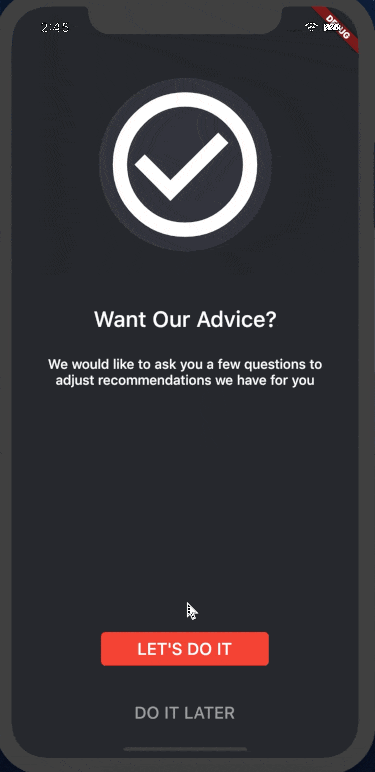 2:45
DEBUG
Want Our Advice?
We would like to ask you a few questions to
adjust recommendations we have for you
LET'S DO IT
DO IT LATER